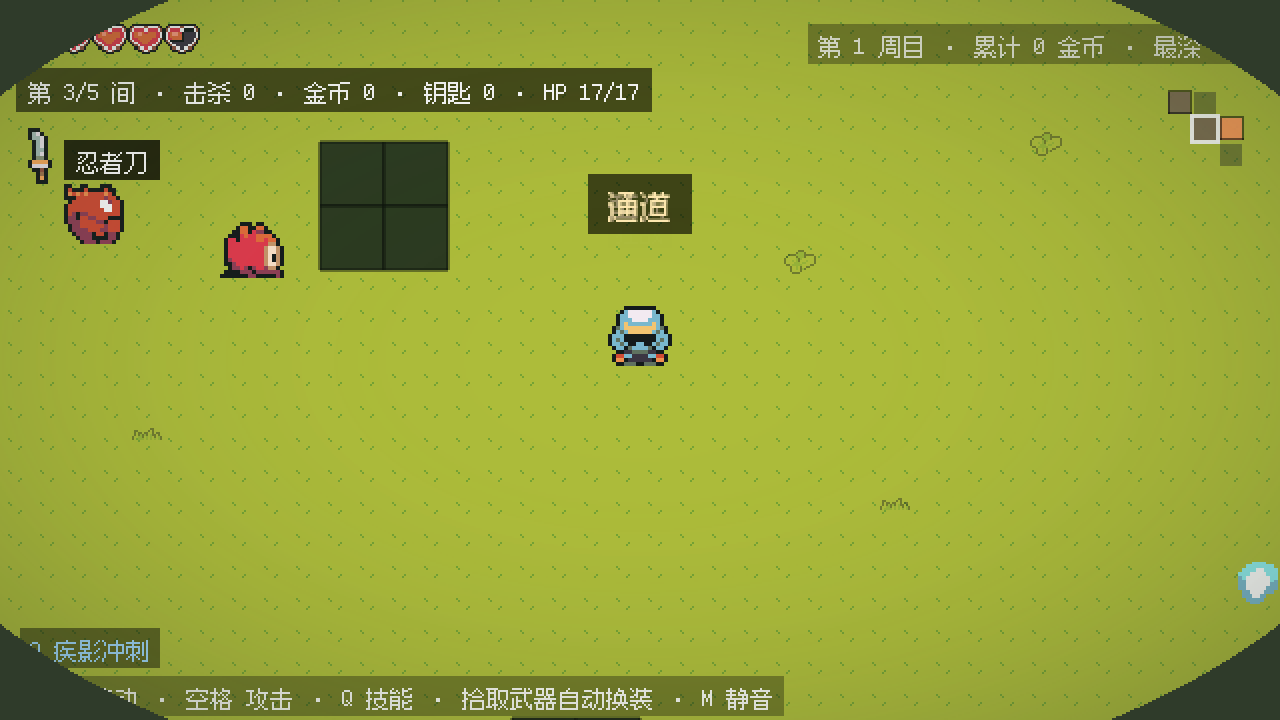 第 1 周目 · 累计 0 金币 · 最深
第 3/5 间 · 击杀 0 · 金币 0 · 钥匙 0 · HP 17/17
忍者刀
通道
疾影冲刺
动 · 空格 攻击 · Q 技能 · 拾取武器自动换装 · M 静音